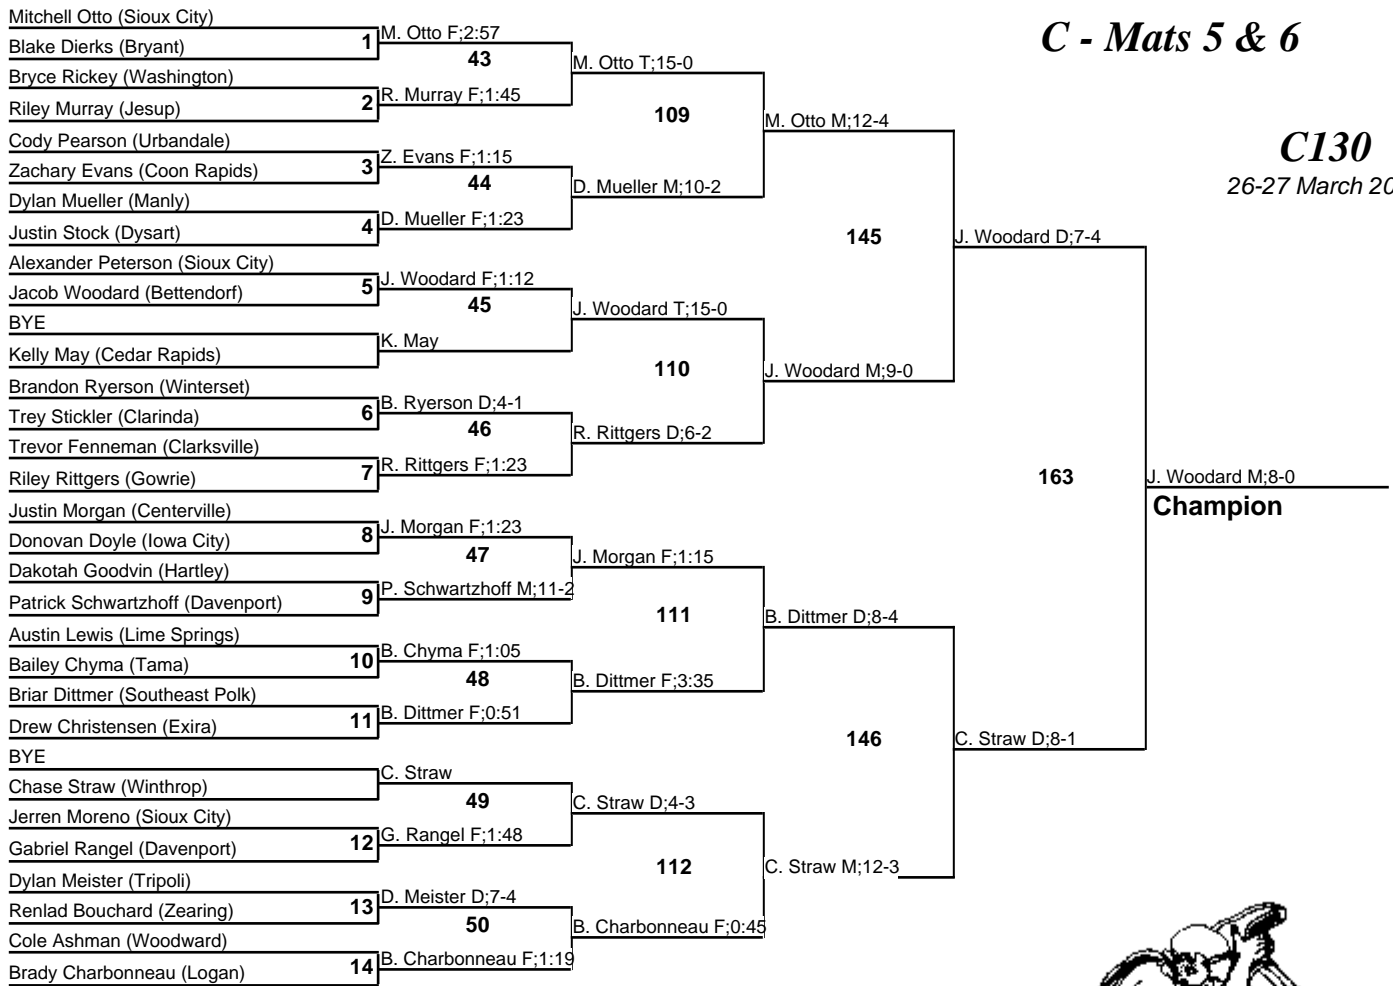 C - Mats 5 & 6
C130
26-27 March 20
Mitchell Otto (Sioux City)
Blake Dierks (Bryant)
Bryce Rickey (Washington)
Riley Murray (Jesup)
Cody Pearson (Urbandale)
Zachary Evans (Coon Rapids)
Dylan Mueller (Manly)
Justin Stock (Dysart)
Alexander Peterson (Sioux City)
Jacob Woodard (Bettendorf)
BYE
Kelly May (Cedar Rapids)
Brandon Ryerson (Winterset)
Trey Stickler (Clarinda)
Trevor Fenneman (Clarksville)
Riley Rittgers (Gowrie)
Justin Morgan (Centerville)
Donovan Doyle (Iowa City)
Dakotah Goodvin (Hartley)
Patrick Schwartzhoff (Davenport)
Austin Lewis (Lime Springs)
Bailey Chyma (Tama)
Briar Dittmer (Southeast Polk)
Drew Christensen (Exira)
BYE
Chase Straw (Winthrop)
Jerren Moreno (Sioux City)
Gabriel Rangel (Davenport)
Dylan Meister (Tripoli)
Renlad Bouchard (Zearing)
Cole Ashman (Woodward)
Brady Charbonneau (Logan)
1
2
3
4
5
6
7
8
9
10
11
12
13
14
M. Otto F;2:57
43
R. Murray F;1:45
Z. Evans F;1:15
44
D. Mueller F;1:23
J. Woodard F;1:12
45
K. May
B. Ryerson D;4-1
46
R. Rittgers F;1:23
J. Morgan F;1:23
47
P. Schwartzhoff M;11-2
B. Chyma F;1:05
48
B. Dittmer F;0:51
C. Straw
49
G. Rangel F;1:48
D. Meister D;7-4
50
B. Charbonneau F;1:19
M. Otto T;15-0
109
D. Mueller M;10-2
J. Woodard T;15-0
110
R. Rittgers D;6-2
J. Morgan F;1:15
111
B. Dittmer F;3:35
C. Straw D;4-3
112
B. Charbonneau F;0:45
M. Otto M;12-4
145
J. Woodard M;9-0
B. Dittmer D;8-4
146
C. Straw M;12-3
J. Woodard D;7-4
163
C. Straw D;8-1
J. Woodard M;8-0
Champion